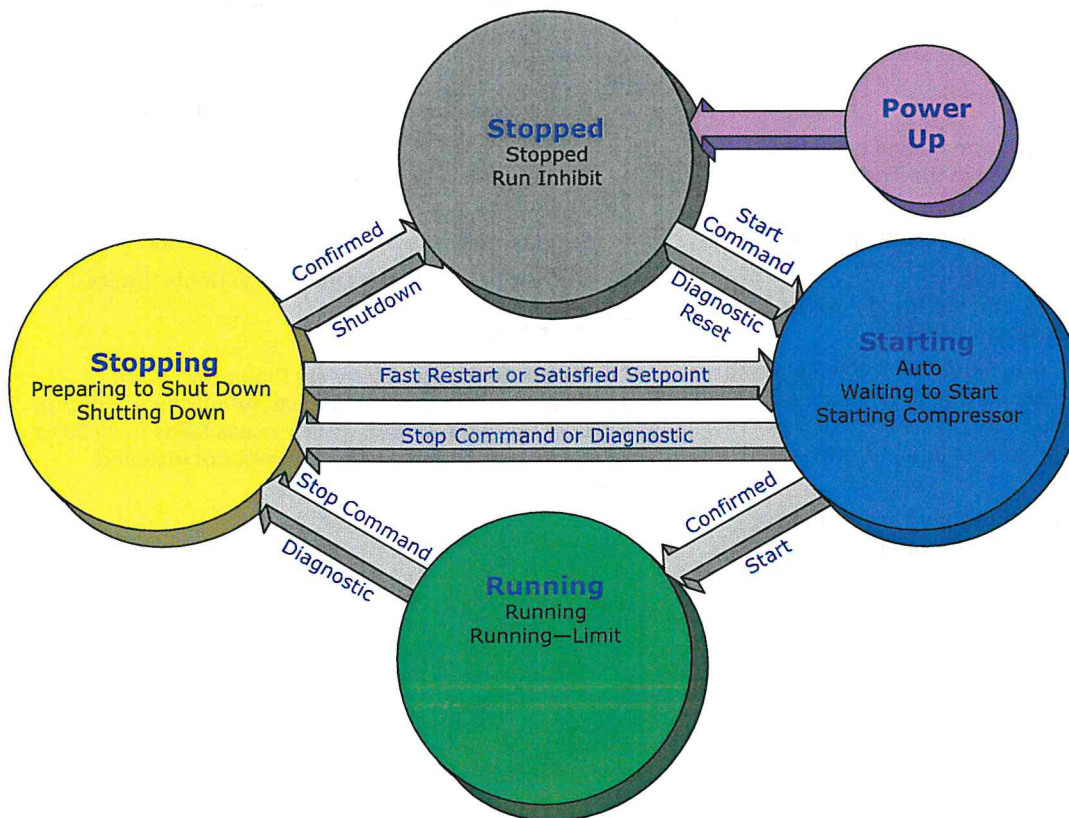 Stopped
Stopped
Run Inhibit
Power
Up
Confirmed
Shutdown
Start
Command
Diagnostic
Reset
Stopping
Preparing to Shut Down
Shutting Down
Fast Restart or Satisfied Setpoint
Stop Command or Diagnostic
Starting
Auto
Waiting to Start
Starting Compressor
Stop Command
Diagnostic
Confirmed
Start
Running
Running
Running—Limit